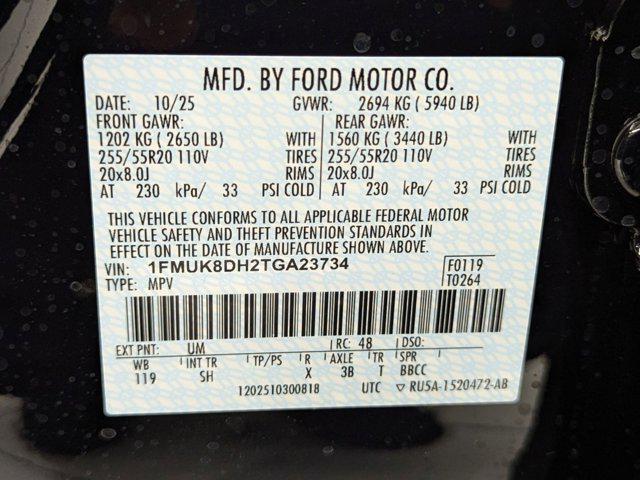 MFD. BY FORD MOTOR CO.
DATE: 10/25 GVWR: 2694 KG ( 5940 LB)
FRONT GAWR: REAR GAWR:
1202 KG ( 2650 LB) WITH 1560 KG ( 3440 LB) WITH
255/55R20 110V TIRES 255/55R20 110V TIRES
20x8.0J RIMS 20x8.0J RIMS
AT 230 kPa/ 33 PSI COLD AT 230 kPa/ 33 PSI COLD
THIS VEHICLE CONFORMS TO ALL APPLICABLE FEDERAL MOTOR
VEHICLE SAFETY AND THEFT PREVENTION STANDARDS IN
EFFECT ON THE DATE OF MANUFACTURE SHOWN ABOVE.
VIN: 1FMUK8DH2TGA23734 F0119
TYPE: MPV T0264
EXT PNT: UM RC: 48 DSO:
WB INT TR TP/PS R AXLE TR SPR
119 SH X 3B T BBCC
1202510300818 UTC ▽ RU5A-1520472-AB